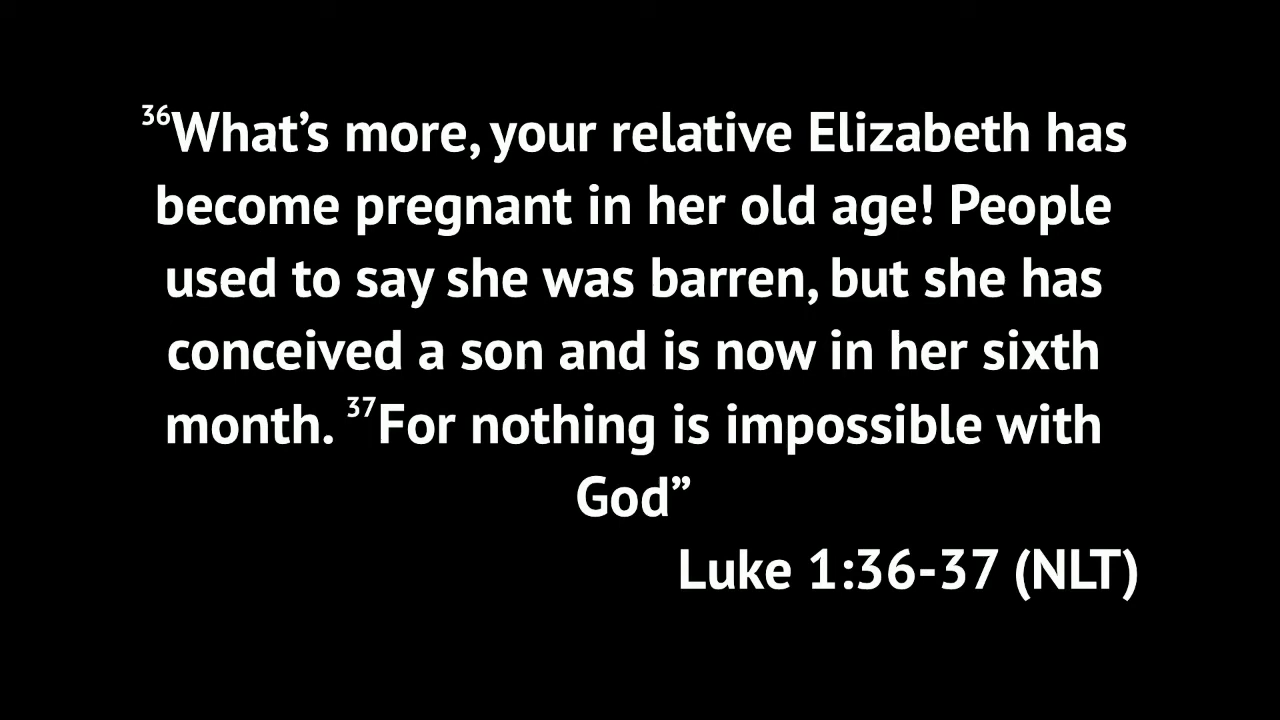 ³⁶What’s more, your relative Elizabeth has
become pregnant in her old age! People
used to say she was barren, but she has
conceived a son and is now in her sixth
month. ³⁷For nothing is impossible with
God”
Luke 1:36-37 (NLT)